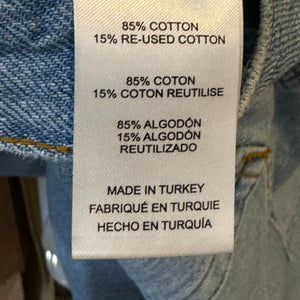 85% COTTON
15% RE-USED COTTON
85% COTON
15% COTON REUTILISE
85% ALGODÓN
15% ALGODÓN
REUTILIZADO
MADE IN TURKEY
FABRIQUÉ EN TURQUIE
HECHO EN TURQUÍA